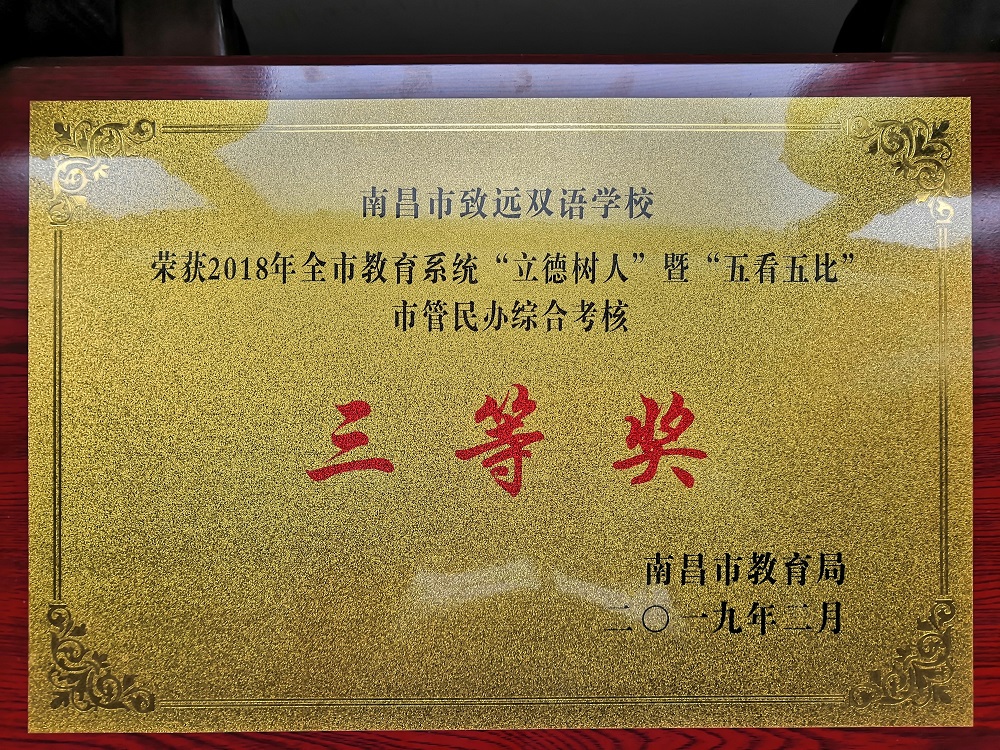 南昌市致远双语学校
荣获2018年全市教育系统“立德树人”暨“五看五比”
市管民办综合考核
三等奖
南昌市教育局
二〇一九年二月